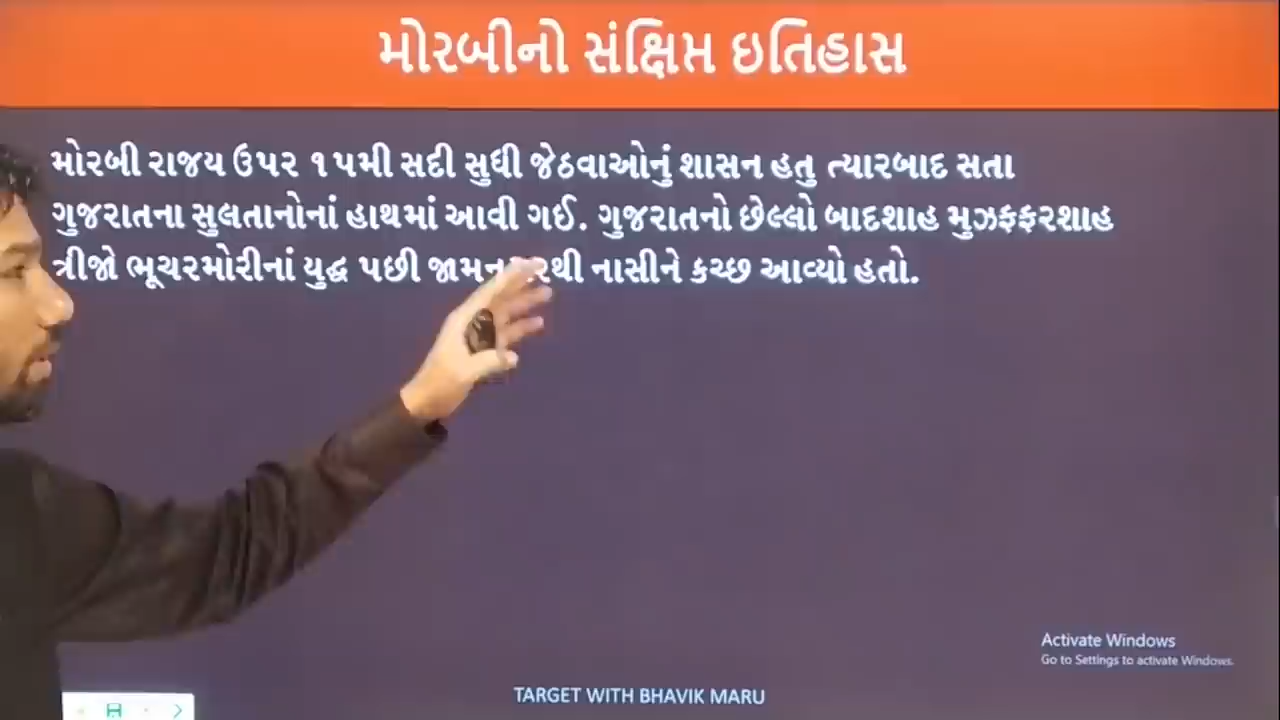 મોરબીનો સંક્ષિપ્ત ઇતિહાસ
મોરબી રાજય ઉપર ૧૫મી સદી સુધી જેઠવાઓનું શાસન હતુ ત્યારબાદ સતા
ગુજરાતના સુલતાનોનાં હાથમાં આવી ગઈ. ગુજરાતનો છેલ્લો બાદશાહ મુઝફફરશાહ
ત્રીજો ભૂચરમોરીનાં યુદ્ધ પછી નાસીને કચ્છ આવ્યો હતો.
Activate Windows
Go to Settings to activate Windows.
TARGET WITH BHAVIK MARU